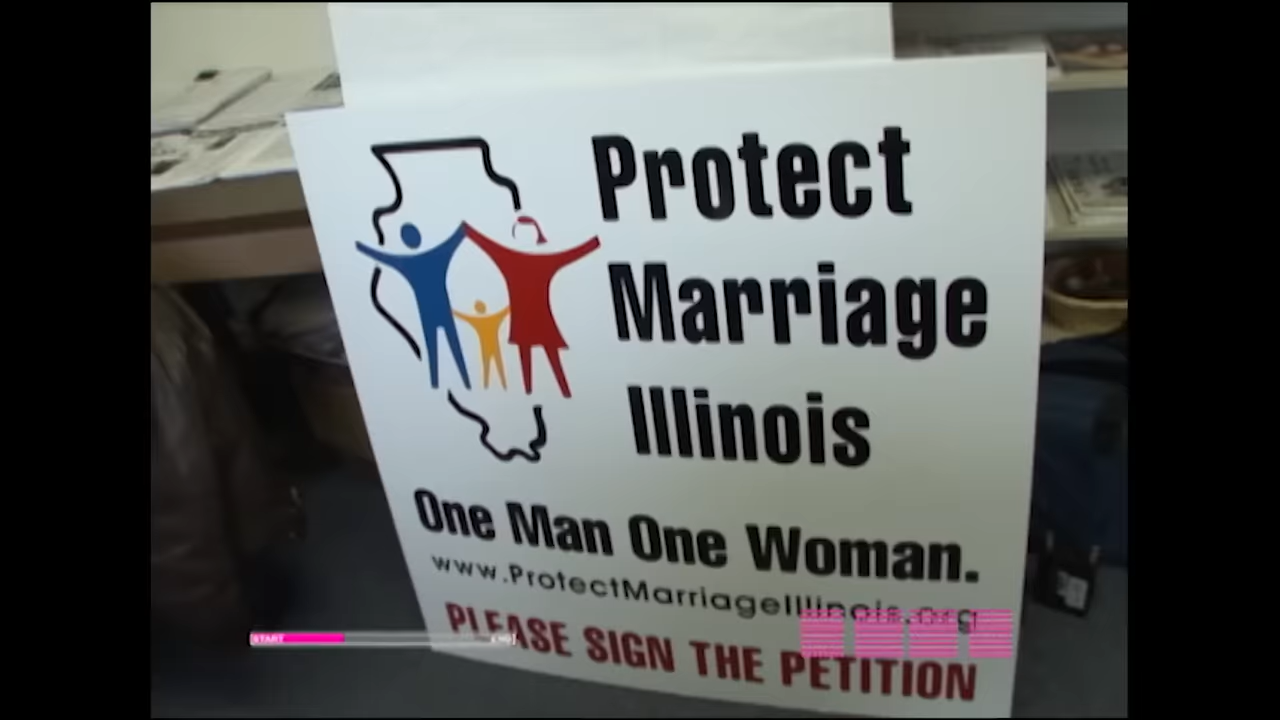 Protect
Marriage
Illinois
One Man One Woman.
www.ProtectMarriageIllinois.org
PLEASE SIGN THE PETITION
START
END